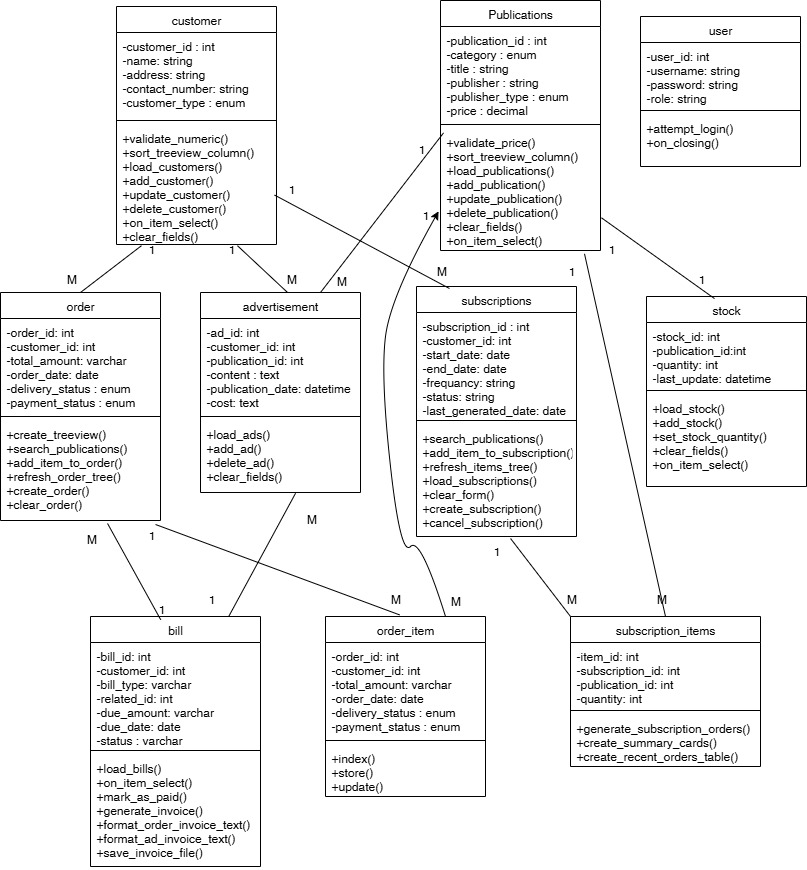 customer
-customer_id : int
-name: string
-address: string
-contact_number: string
-customer_type : enum
+validate_numeric()
+sort_treeview_column()
+load_customers()
+add_customer()
+update_customer()
+delete_customer()
+on_item_select()
+clear_fields()
Publications
-publication_id : int
-category : enum
-title : string
-publisher : string
-publisher_type : enum
-price : decimal
+validate_price()
+sort_treeview_column()
+load_publications()
+add_publication()
+update_publication()
+delete_publication()
+clear_fields()
+on_item_select()
user
-user_id: int
-username: string
-password: string
-role: string
+attempt_login()
+on_closing()
1
1
1
1
1
1
1
M
M
M
M
1
1
order
-order_id: int
-customer_id: int
-total_amount: varchar
-order_date: date
-delivery_status : enum
-payment_status : enum
+create_treeview()
+search_publications()
+add_item_to_order()
+refresh_order_tree()
+create_order()
+clear_order()
advertisement
-ad_id: int
-customer_id: int
-publication_id: int
-content : text
-publication_date: datetime
-cost: text
+load_ads()
+add_ad()
+delete_ad()
+clear_fields()
subscriptions
-subscription_id : int
-customer_id: int
-start_date: date
-end_date: date
-frequancy: string
-status: string
-last_generated_date: date
+search_publications()
+add_item_to_subscription()
+refresh_items_tree()
+load_subscriptions()
+clear_form()
+create_subscription()
+cancel_subscription()
stock
-stock_id: int
-publication_id:int
-quantity: int
-last_update: datetime
+load_stock()
+add_stock()
+set_stock_quantity()
+clear_fields()
+on_item_select()
M
1
M
1
1
1
M
M
M
M
bill
-bill_id: int
-customer_id: int
-bill_type: varchar
-related_id: int
-due_amount: varchar
-due_date: date
-status : varchar
+load_bills()
+on_item_select()
+mark_as_paid()
+generate_invoice()
+format_order_invoice_text()
+format_ad_invoice_text()
+save_invoice_file()
order_item
-order_id: int
-customer_id: int
-total_amount: varchar
-order_date: date
-delivery_status : enum
-payment_status : enum
+index()
+store()
+update()
subscription_items
-item_id: int
-subscription_id: int
-publication_id: int
-quantity: int
+generate_subscription_orders()
+create_summary_cards()
+create_recent_orders_table()